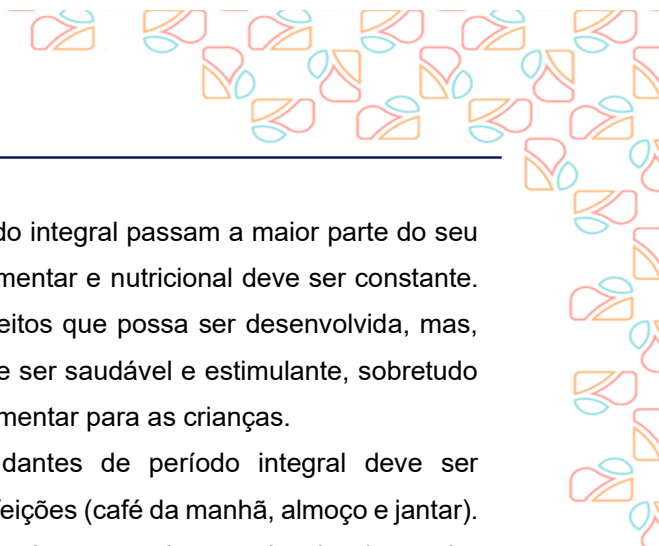 do integral passam a maior parte do seu
mentar e nutricional deve ser constante.
eitos que possa ser desenvolvida, mas,
e ser saudável e estimulante, sobretudo
mentar para as crianças.
dantes de período integral deve ser
feições (café da manhã, almoço e jantar).